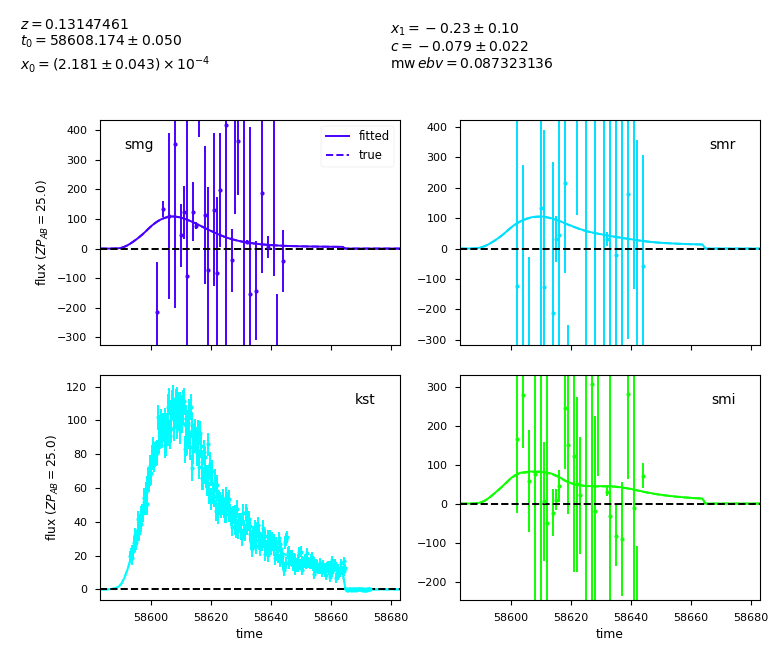 z = 0.13147461
t₀ = 58608.174 ± 0.050
x₀ = (2.181 ± 0.043) × 10⁻⁴
x₁ = −0.23 ± 0.10
c = −0.079 ± 0.022
mw ebv = 0.087323136
smg
fitted
true
400
300
200
100
0
−100
−200
−300
flux (ZP_AB = 25.0)
smr
400
300
200
100
0
−100
−200
−300
kst
120
100
80
60
40
20
0
flux (ZP_AB = 25.0)
58600 58620 58640 58660 58680
time
smi
300
200
100
0
−100
−200
58600 58620 58640 58660 58680
time